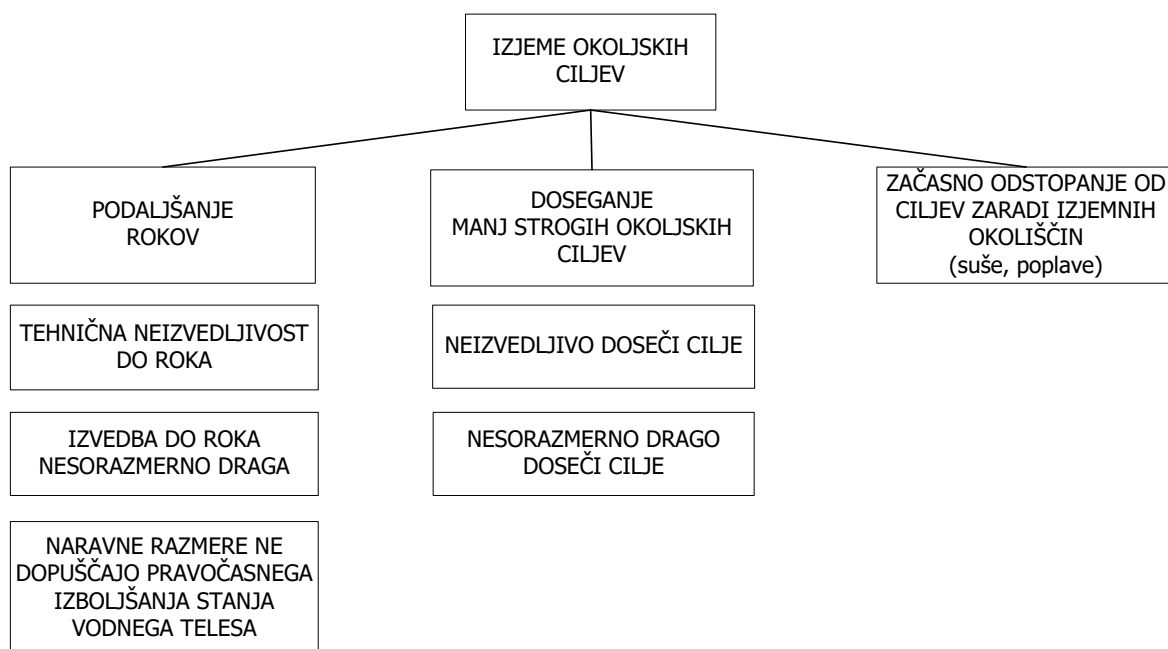 IZJEME OKOLJSKIH
CILJEV
PODALJŠANJE
ROKOV
DOSEGANJE
MANJ STROGIH OKOLJSKIH
CILJEV
ZAČASNO ODSTOPANJE OD
CILJEV ZARADI IZJEMNIH
OKOLIŠČIN
(suše, poplave)
TEHNIČNA NEIZVEDLJIVOST
DO ROKA
NEIZVEDLJIVO DOSEČI CILJE
IZVEDBA DO ROKA
NESORAZMERNO DRAGA
NESORAZMERNO DRAGO
DOSEČI CILJE
NARAVNE RAZMERE NE
DOPUŠČAJO PRAVOČASNEGA
IZBOLJŠANJA STANJA
VODNEGA TELESA